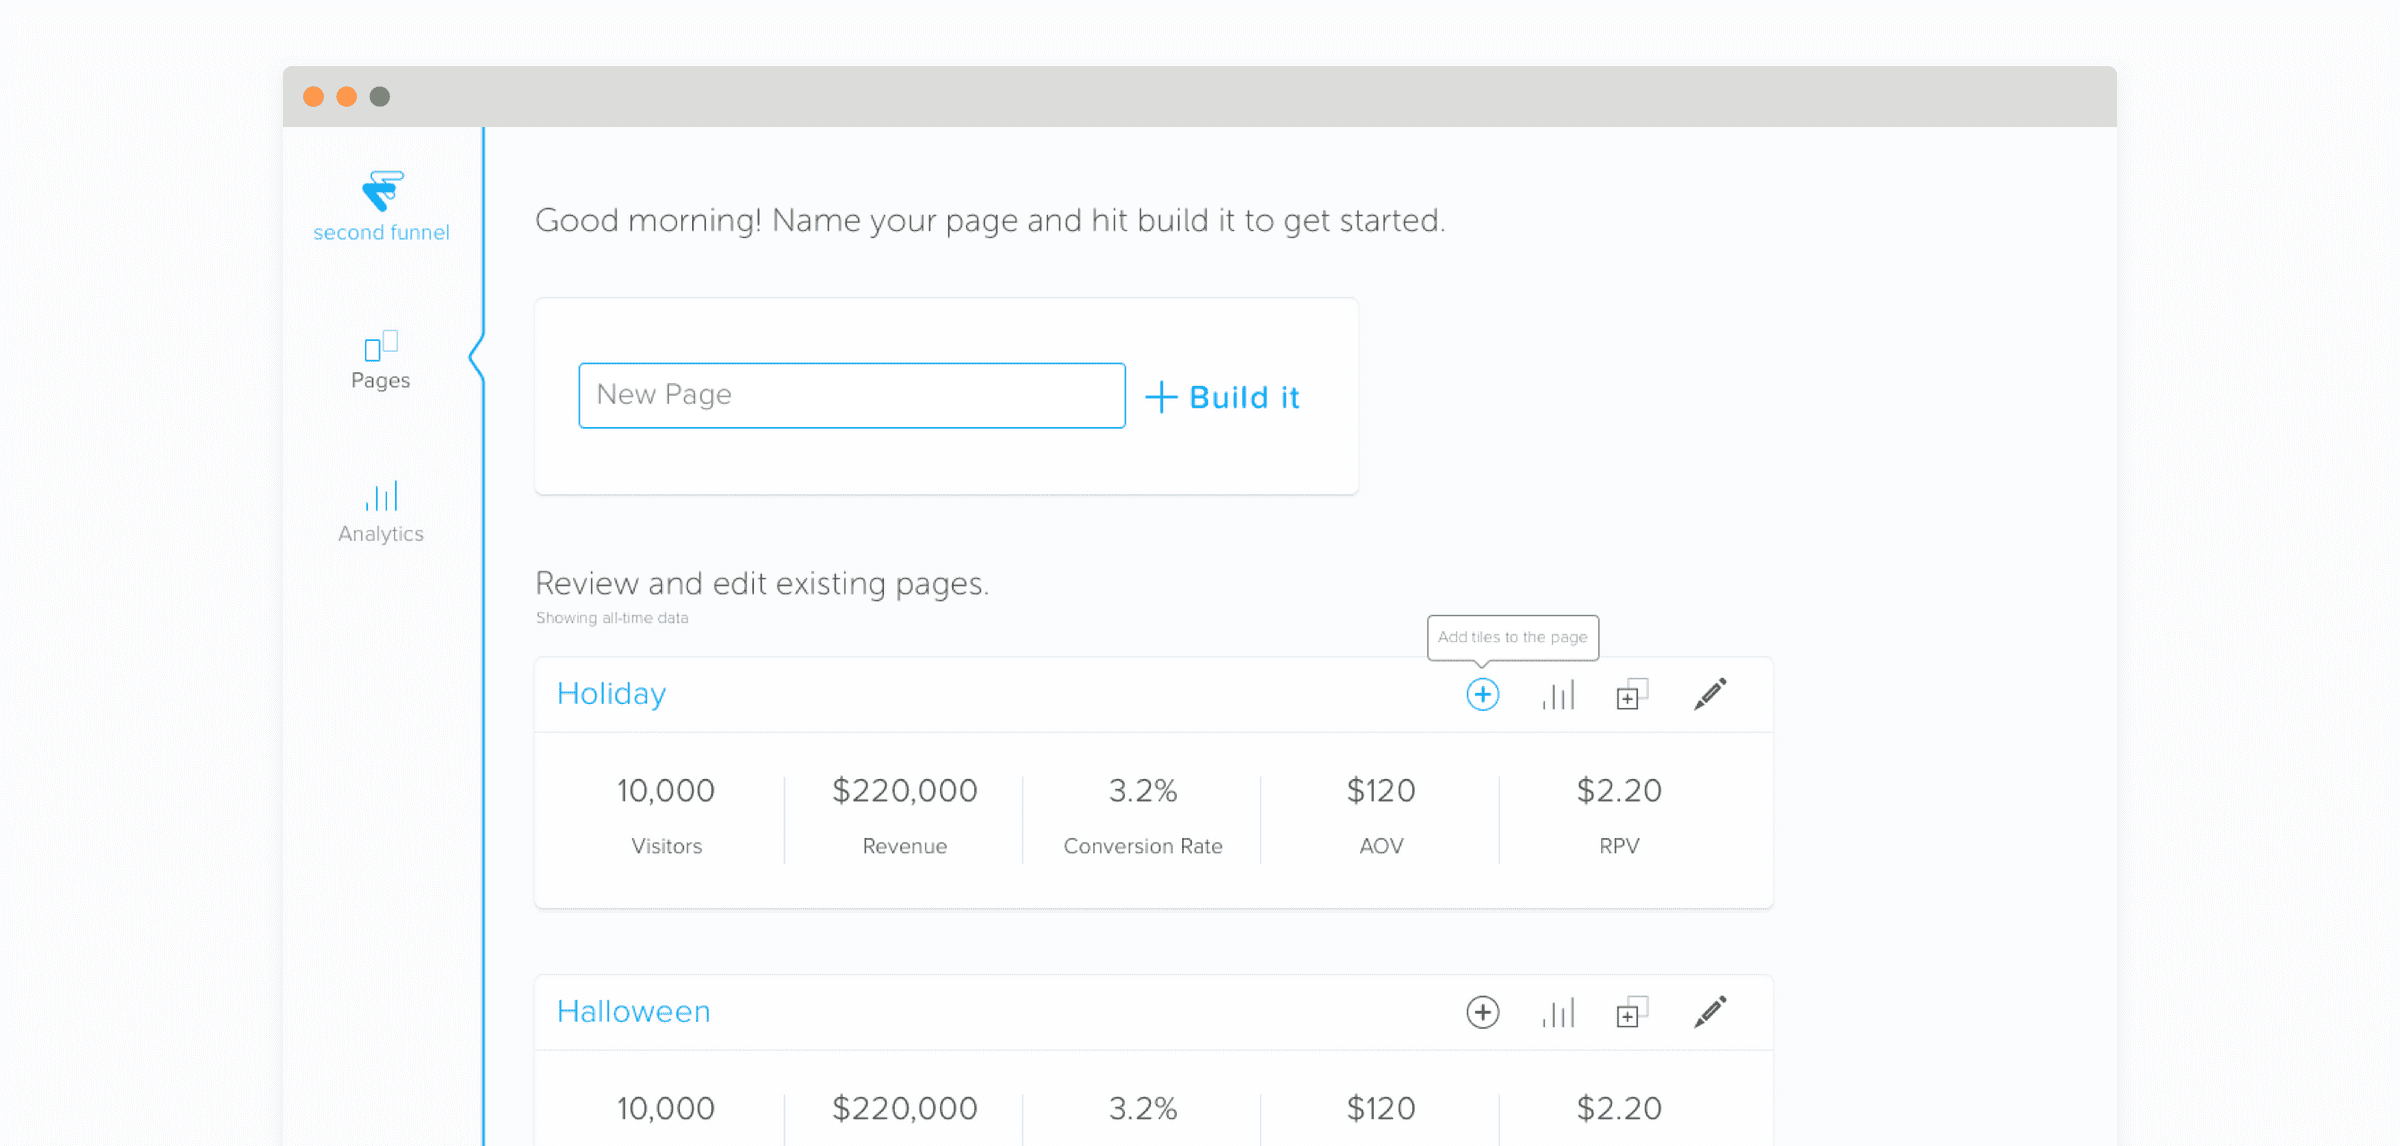 second funnel
Pages
Analytics
Good morning! Name your page and hit build it to get started.
New Page
Build it
Review and edit existing pages.
Showing all-time data
Add tiles to the page
Holiday
10,000 $220,000 3.2% $120 $2.20
Visitors Revenue Conversion Rate AOV RPV
Halloween
10,000 $220,000 3.2% $120 $2.20